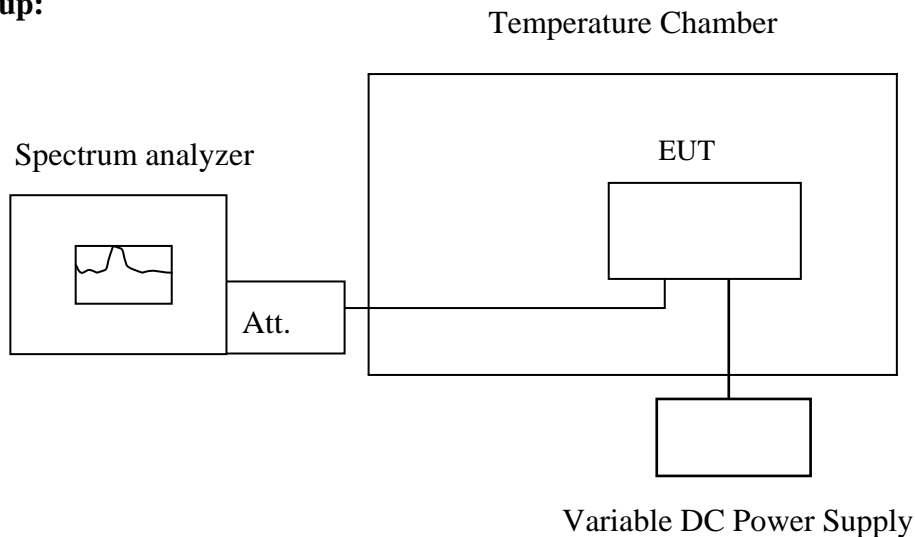 up:
Temperature Chamber
Spectrum analyzer
EUT
Att.
Variable DC Power Supply